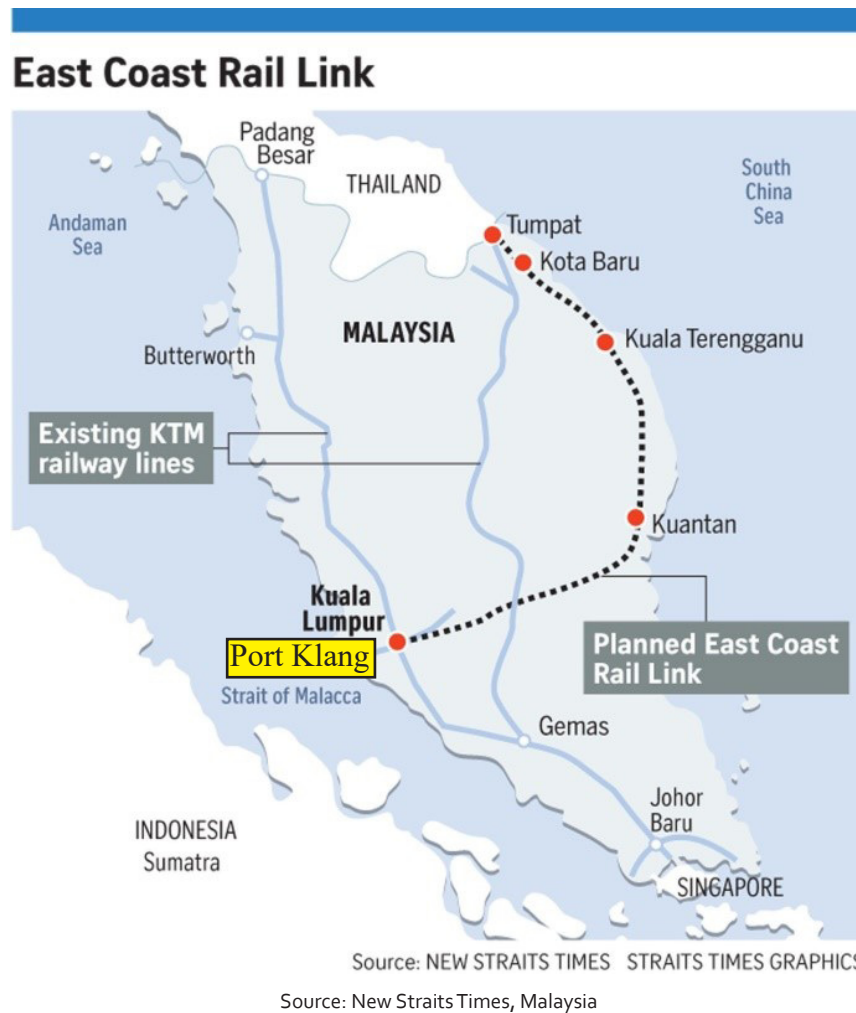 East Coast Rail Link
Padang
Besar
THAILAND
South
China
Sea
Andaman
Sea
Tumpat
Kota Baru
MALAYSIA
Kuala Terengganu
Butterworth
Existing KTM
railway lines
Kuantan
Kuala
Lumpur
Port Klang
Planned East Coast
Rail Link
Strait of Malacca
Gemas
Johor
Baru
INDONESIA
Sumatra
SINGAPORE
Source: NEW STRAITS TIMES STRAITS TIMES GRAPHICS
Source: New Straits Times, Malaysia